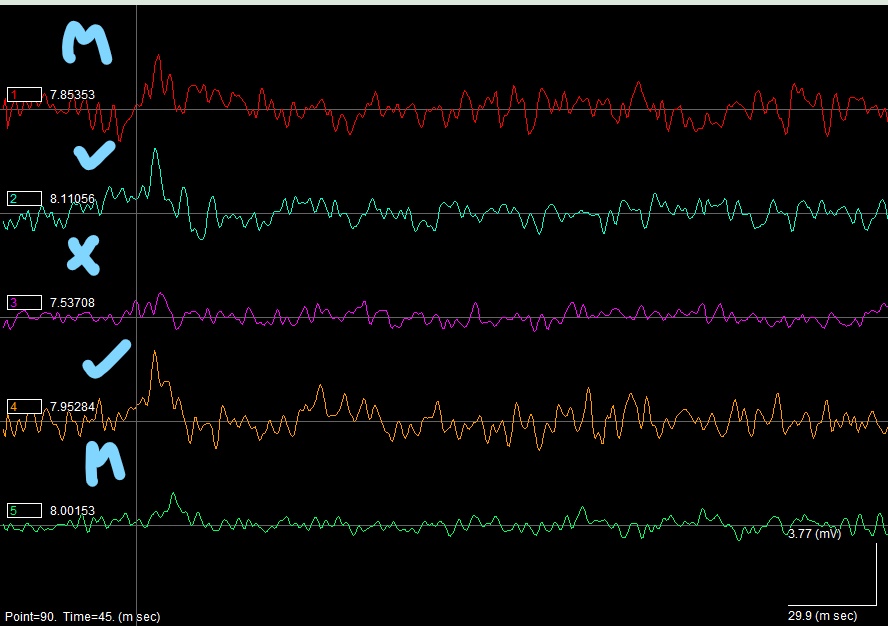 M
1 7.85353
✓
2 8.11056
X
3 7.53708
✓
4 7.95284
M
5 8.00153
3.77 (mV)
29.9 (m sec)
Point=90. Time=45. (m sec)